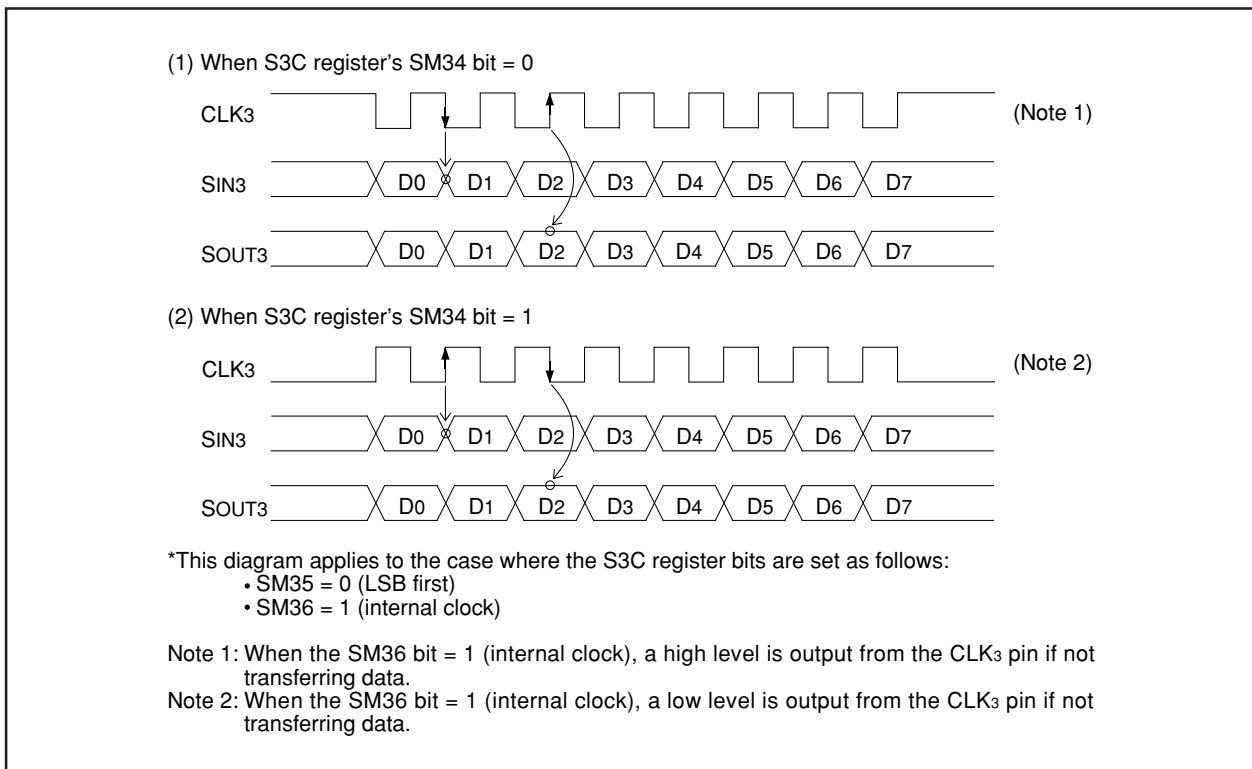 (1) When S3C register's SM34 bit = 0
CLK3
(Note 1)
SIN3
D0 D1 D2 D3 D4 D5 D6 D7
SOUT3
D0 D1 D2 D3 D4 D5 D6 D7
(2) When S3C register's SM34 bit = 1
CLK3
(Note 2)
SIN3
D0 D1 D2 D3 D4 D5 D6 D7
SOUT3
D0 D1 D2 D3 D4 D5 D6 D7
*This diagram applies to the case where the S3C register bits are set as follows:
• SM35 = 0 (LSB first)
• SM36 = 1 (internal clock)
Note 1: When the SM36 bit = 1 (internal clock), a high level is output from the CLK3 pin if not
transferring data.
Note 2: When the SM36 bit = 1 (internal clock), a low level is output from the CLK3 pin if not
transferring data.